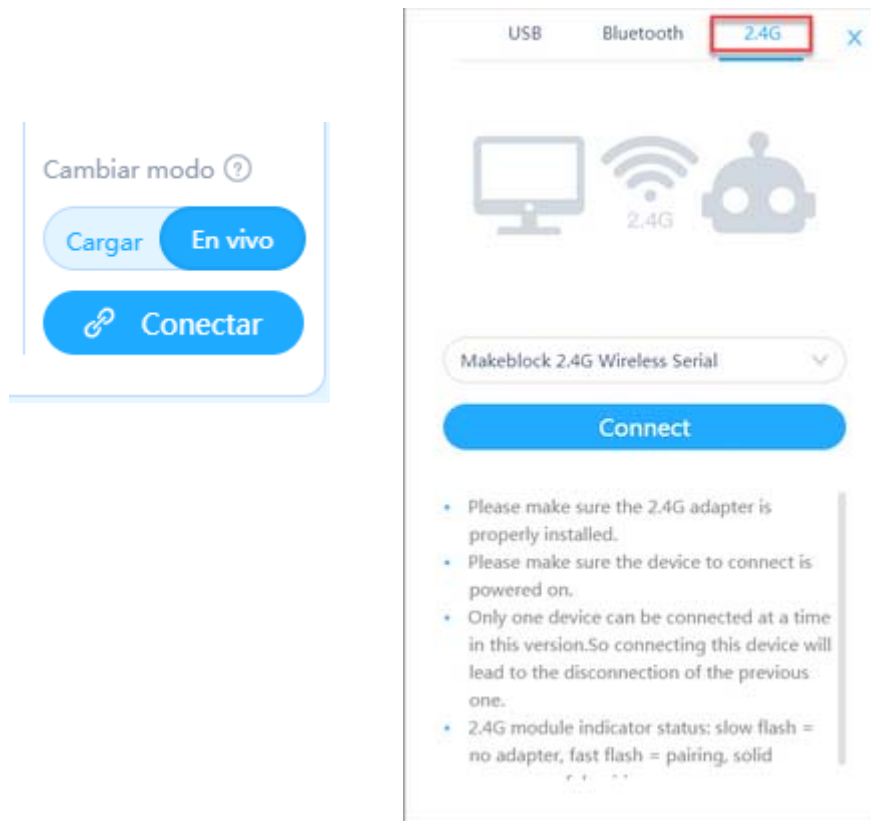 Cambiar modo ?
Cargar En vivo
Conectar
USB Bluetooth 2.4G X
2.4G
Makeblock 2.4G Wireless Serial
Connect
• Please make sure the 2.4G adapter is
properly installed.
• Please make sure the device to connect is
powered on.
• Only one device can be connected at a time
in this version.So connecting this device will
lead to the disconnection of the previous
one.
• 2.4G module indicator status: slow flash =
no adapter, fast flash = pairing, solid